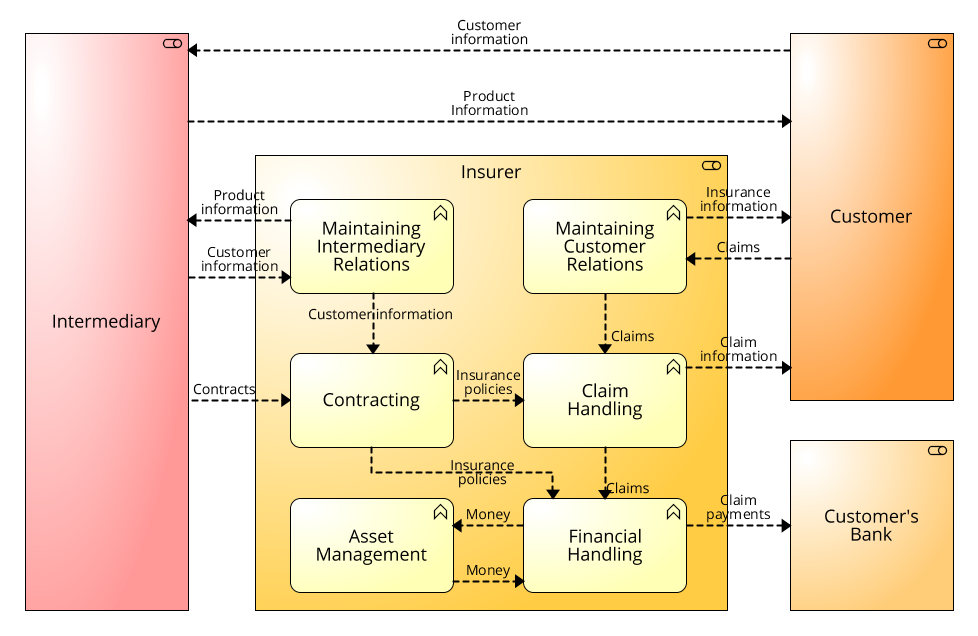 Customer
information
Product
Information
Insurer
Product
information
Maintaining
Intermediary
Relations
Maintaining
Customer
Relations
Insurance
information
Customer
Customer
information
Claims
Customer information
Intermediary
Claims
Claim
information
Contracts
Contracting
Insurance
policies
Claim
Handling
Insurance
policies
Claims
Money
Asset
Management
Financial
Handling
Claim
payments
Customer's
Bank
Money